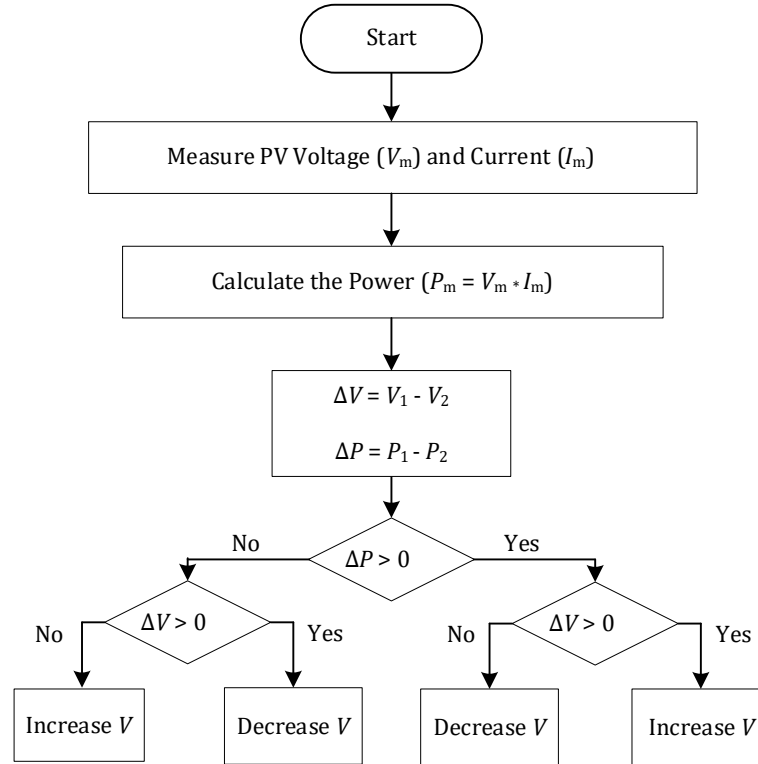 Start
Measure PV Voltage (Vm) and Current (Im)
Calculate the Power (Pm = Vm * Im)
ΔV = V1 - V2
ΔP = P1 - P2
No
ΔP > 0
Yes
No
ΔV > 0
Yes
No
ΔV > 0
Yes
Increase V
Decrease V
Decrease V
Increase V